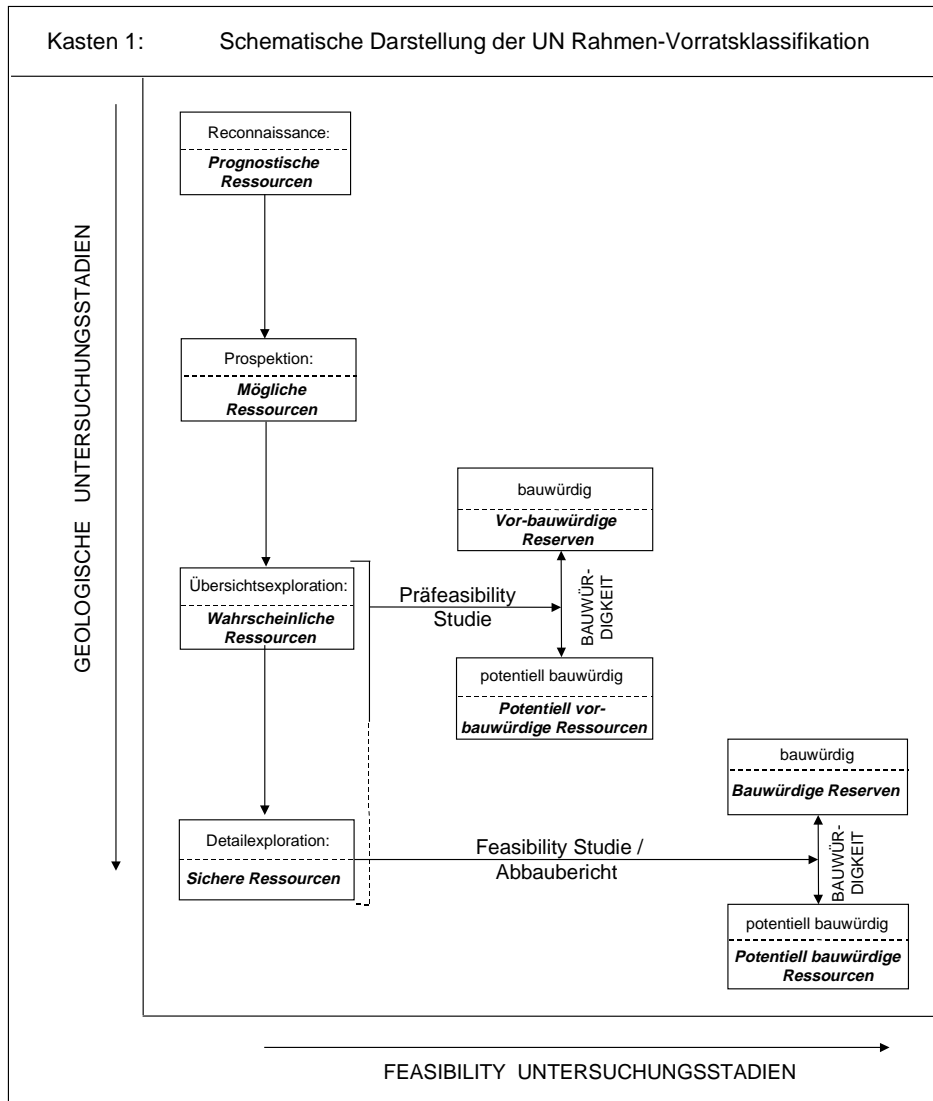 Kasten 1: Schematische Darstellung der UN Rahmen-Vorratsklassifikation
GEOLOGISCHE UNTERSUCHUNGSSTADIEN
Reconnaissance:
Prognostische
Ressourcen
Prospektion:
Mögliche
Ressourcen
Übersichtsexploration:
Wahrscheinliche
Ressourcen
Präfeasibility
Studie
bauwürdig
Vor-bauwürdige
Reserven
BAUWÜR-
DIGKEIT
potentiell bauwürdig
Potentiell vor-
bauwürdige Ressourcen
Detailexploration:
Sichere Ressourcen
Feasibility Studie /
Abbaubericht
bauwürdig
Bauwürdige Reserven
BAUWÜR-
DIGKEIT
potentiell bauwürdig
Potentiell bauwürdige
Ressourcen
FEASIBILITY UNTERSUCHUNGSSTADIEN